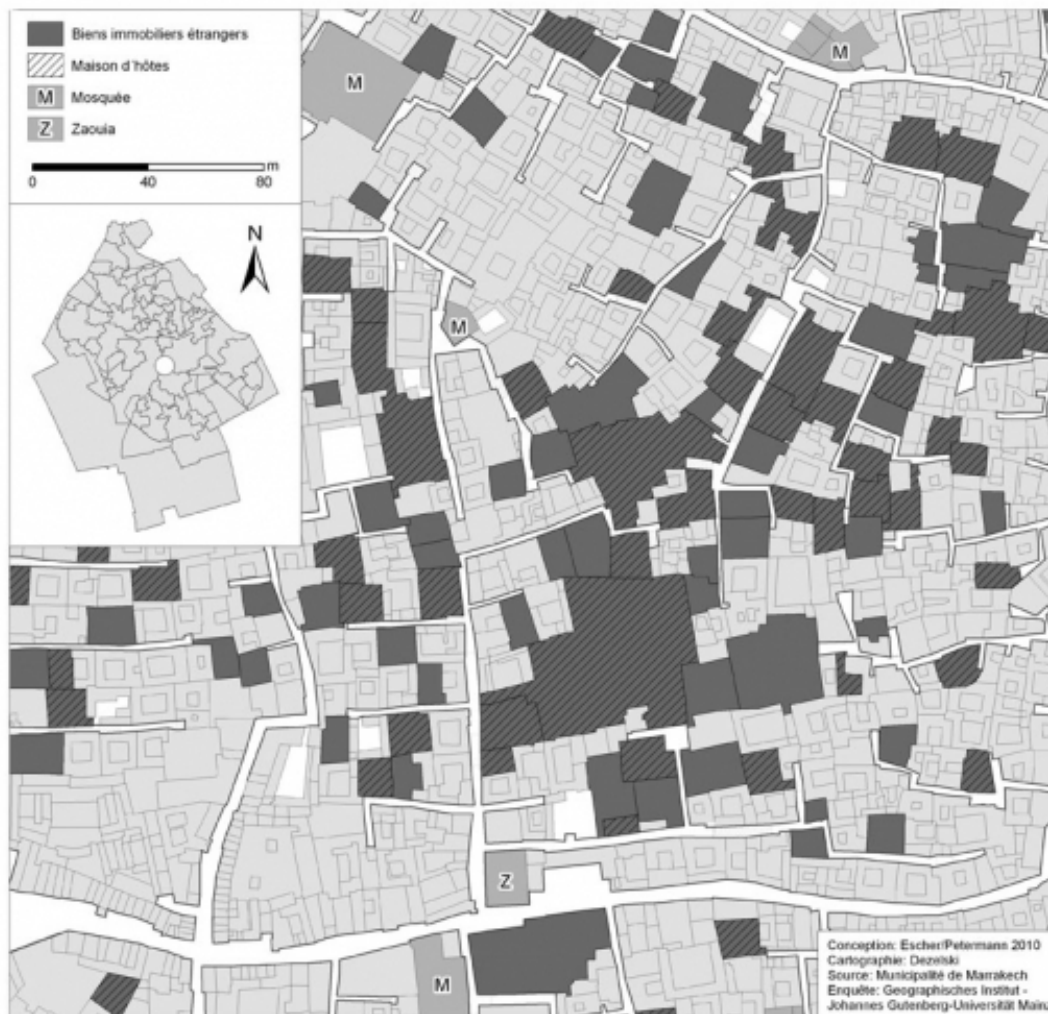 Biens immobiliers étrangers
Maison d'hôtes
M Mosquée
Z Zaouia
m
0 40 80
N
M
M
M
Z
M
Conception: Escher/Petermann 2010
Cartographie: Dezelski
Source: Municipalité de Marrakech
Enquête: Geographisches Institut -
Johannes Gutenberg-Universität Mainz